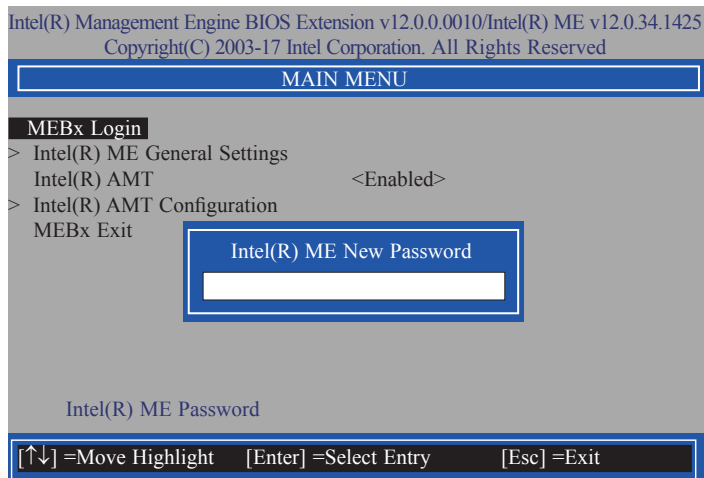 Intel(R) Management Engine BIOS Extension v12.0.0.0010/Intel(R) ME v12.0.34.1425
Copyright(C) 2003-17 Intel Corporation. All Rights Reserved
MAIN MENU
MEBx Login
> Intel(R) ME General Settings
Intel(R) AMT <Enabled>
> Intel(R) AMT Configuration
MEBx Exit
Intel(R) ME New Password
Intel(R) ME Password
[↑↓] =Move Highlight [Enter] =Select Entry [Esc] =Exit